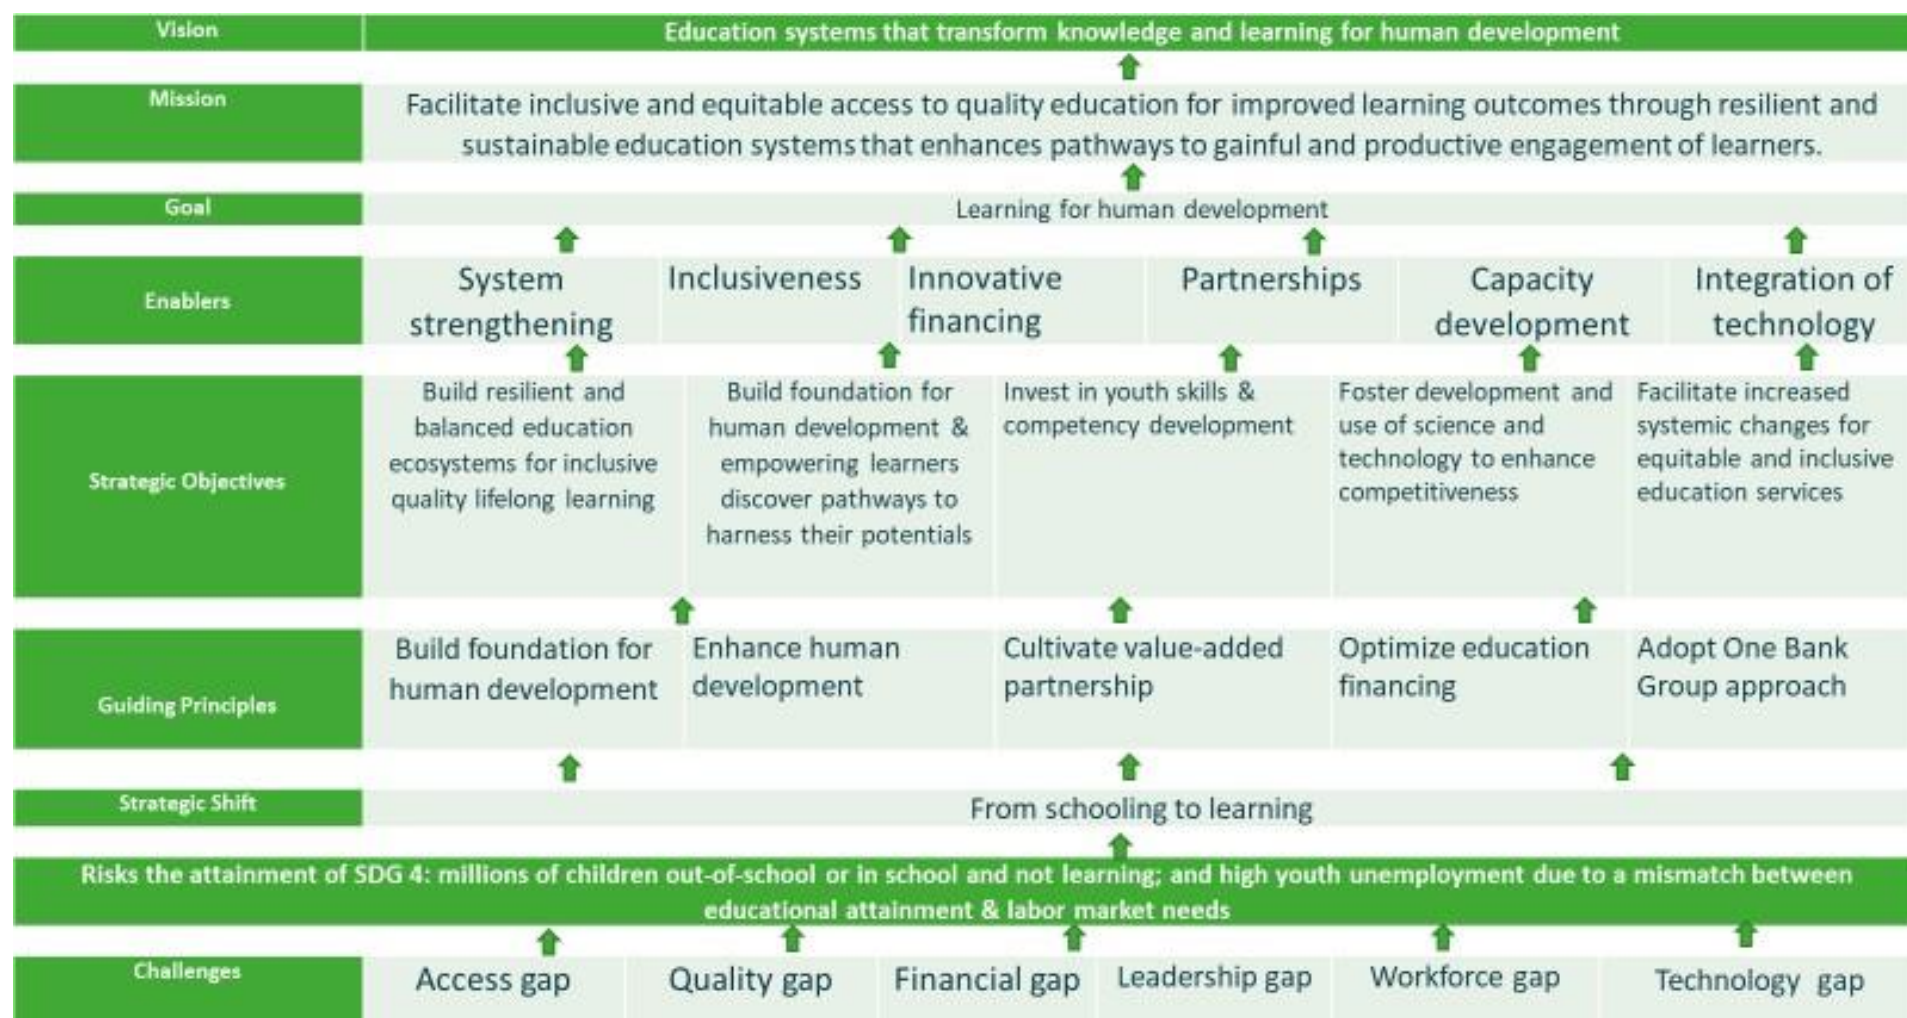 Vision
Education systems that transform knowledge and learning for human development
Mission
Facilitate inclusive and equitable access to quality education for improved learning outcomes through resilient and
sustainable education systems that enhances pathways to gainful and productive engagement of learners.
Goal
Learning for human development
Enablers
System
strengthening
Inclusiveness
Innovative
financing
Partnerships
Capacity
development
Integration of
technology
Strategic Objectives
Build resilient and
balanced education
ecosystems for inclusive
quality lifelong learning
Build foundation for
human development &
empowering learners
discover pathways to
harness their potentials
Invest in youth skills &
competency development
Foster development and
use of science and
technology to enhance
competitiveness
Facilitate increased
systemic changes for
equitable and inclusive
education services
Guiding Principles
Build foundation for
human development
Enhance human
development
Cultivate value-added
partnership
Optimize education
financing
Adopt One Bank
Group approach
Strategic Shift
From schooling to learning
Risks the attainment of SDG 4: millions of children out-of-school or in school and not learning; and high youth unemployment due to a mismatch between
educational attainment & labor market needs
Challenges
Access gap
Quality gap
Financial gap
Leadership gap
Workforce gap
Technology gap